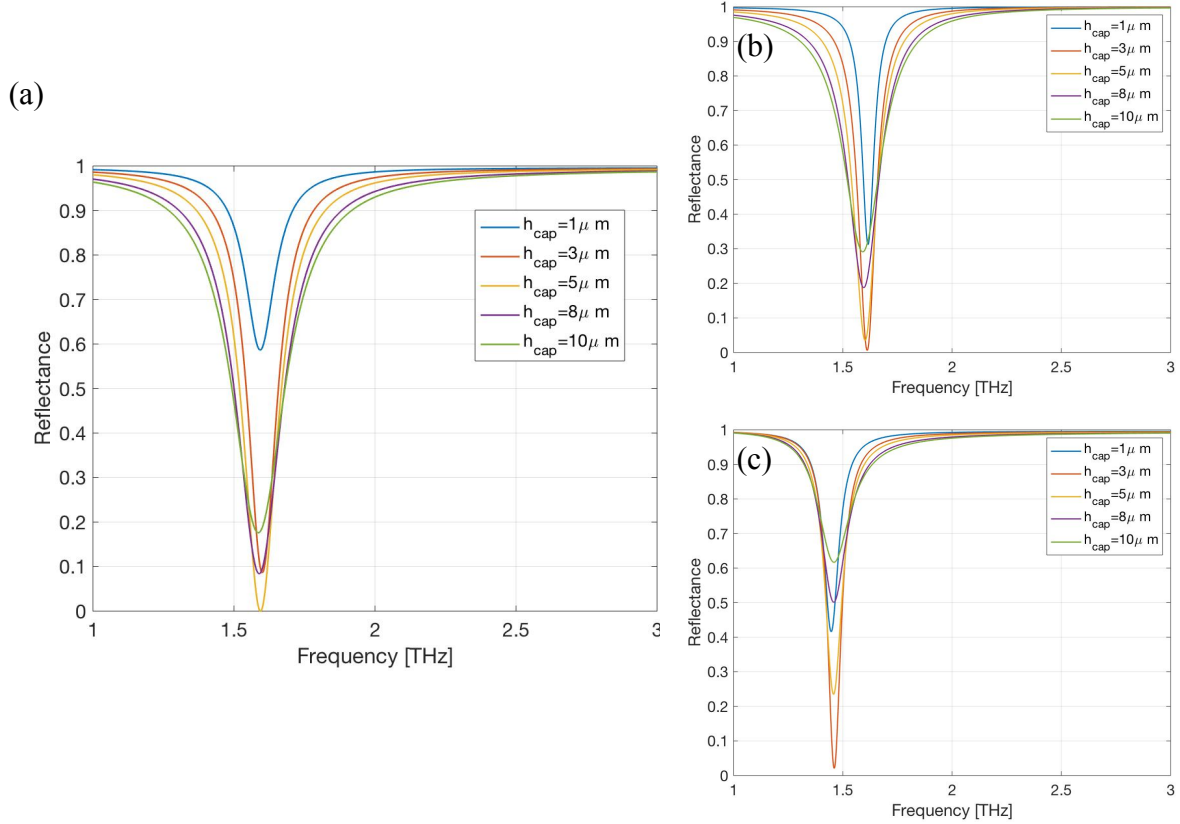 (a)
1
0.9
0.8
0.7
0.6
0.5
0.4
0.3
0.2
0.1
0
Reflectance
1 1.5 2 2.5 3
Frequency [THz]
h_cap=1μ m
h_cap=3μ m
h_cap=5μ m
h_cap=8μ m
h_cap=10μ m
(b)
1
0.9
0.8
0.7
0.6
0.5
0.4
0.3
0.2
0.1
0
Reflectance
1 1.5 2 2.5 3
Frequency [THz]
h_cap=1μ m
h_cap=3μ m
h_cap=5μ m
h_cap=8μ m
h_cap=10μ m
(c)
1
0.9
0.8
0.7
0.6
0.5
0.4
0.3
0.2
0.1
0
Reflectance
1 1.5 2 2.5 3
Frequency [THz]
h_cap=1μ m
h_cap=3μ m
h_cap=5μ m
h_cap=8μ m
h_cap=10μ m